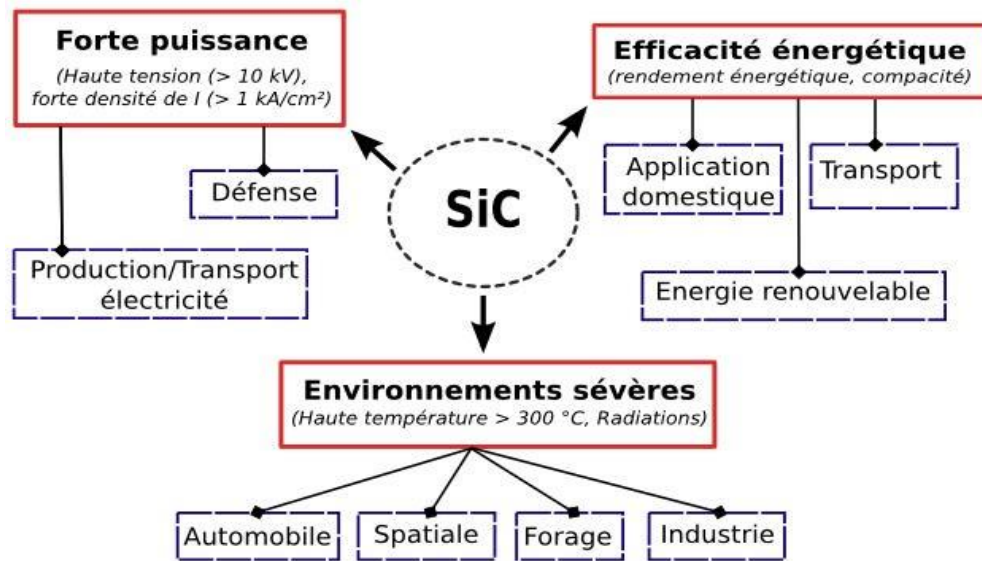 Forte puissance
(Haute tension (> 10 kV),
forte densité de I (> 1 kA/cm²)
Efficacité énergétique
(rendement énergétique, compacité)
SiC
Défense
Production/Transport
électricité
Application
domestique
Transport
Energie renouvelable
Environnements sévères
(Haute température > 300 °C, Radiations)
Automobile
Spatiale
Forage
Industrie